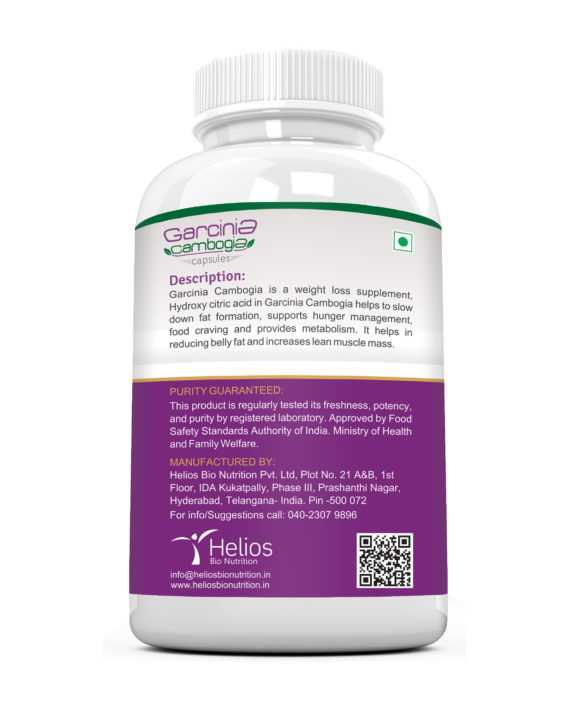 Garcinia
Cambogia
capsules
Description:
Garcinia Cambogia is a weight loss supplement,
Hydroxy citric acid in Garcinia Cambogia helps to slow
down fat formation, supports hunger management,
food craving and provides metabolism. It helps in
reducing belly fat and increases lean muscle mass.
PURITY GUARANTEED:
This product is regularly tested its freshness, potency,
and purity by registered laboratory. Approved by Food
Safety Standards Authority of India. Ministry of Health
and Family Welfare.
MANUFACTURED BY:
Helios Bio Nutrition Pvt. Ltd, Plot No. 21 A&B, 1st
Floor, IDA Kukatpally, Phase III, Prashanthi Nagar,
Hyderabad, Telangana- India. Pin -500 072
For info/Suggestions call: 040-2307 9896
Helios
Bio Nutrition
info@heliosbionutrition.in
www.heliosbionutrition.in